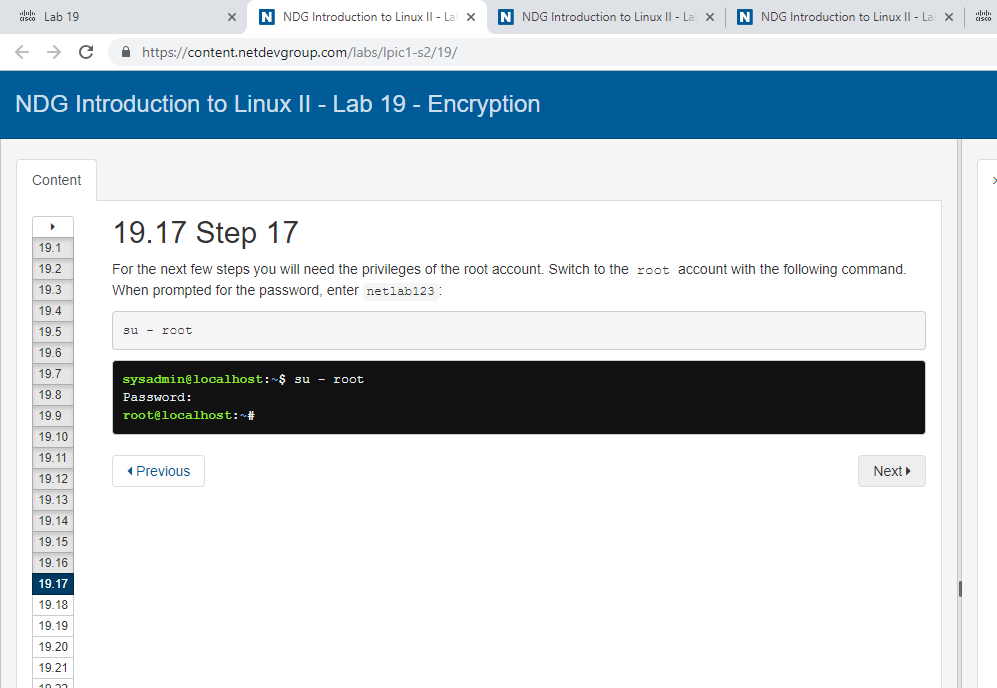 Lab 19
NDG Introduction to Linux II - La
NDG Introduction to Linux II - La
NDG Introduction to Linux II - La
https://content.netdevgroup.com/labs/lpic1-s2/19/
NDG Introduction to Linux II - Lab 19 - Encryption
Content
19.1
19.2
19.3
19.4
19.5
19.6
19.7
19.8
19.9
19.10
19.11
19.12
19.13
19.14
19.15
19.16
19.17
19.18
19.19
19.20
19.21
19.22
19.17 Step 17
For the next few steps you will need the privileges of the root account. Switch to the root account with the following command.
When prompted for the password, enter netlab123:
su - root
sysadmin@localhost:~$ su - root
Password:
root@localhost:~#
Previous
Next